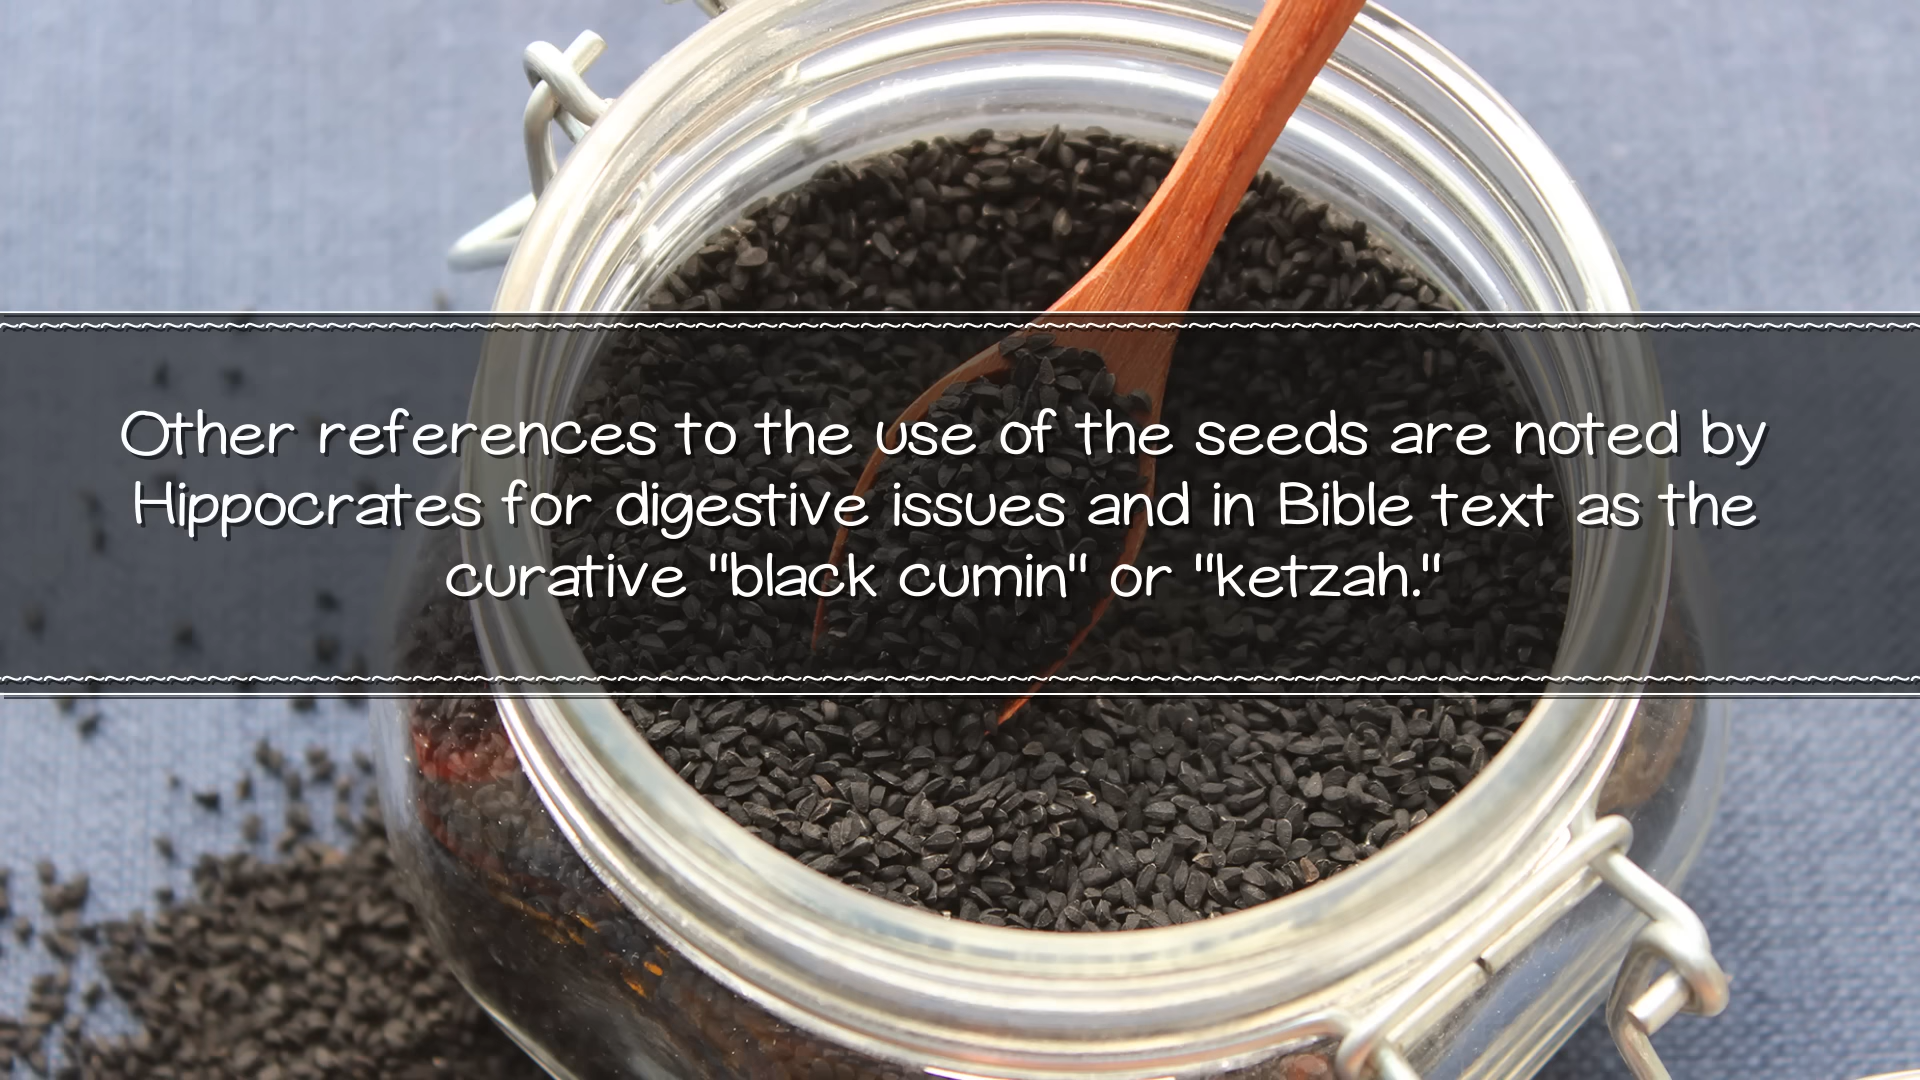 Other references to the use of the seeds are noted by
Hippocrates for digestive issues and in Bible text as the
curative "black cumin" or "ketzah."